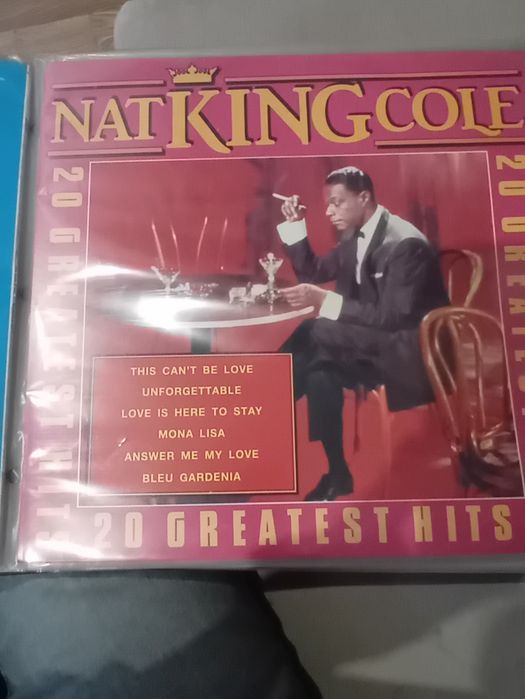 NAT KING COLE
20 GREATEST HITS
20 GREATES
THIS CAN'T BE LOVE
UNFORGETTABLE
LOVE IS HERE TO STAY
MONA LISA
ANSWER ME MY LOVE
BLEU GARDENIA
20 GREATEST HITS